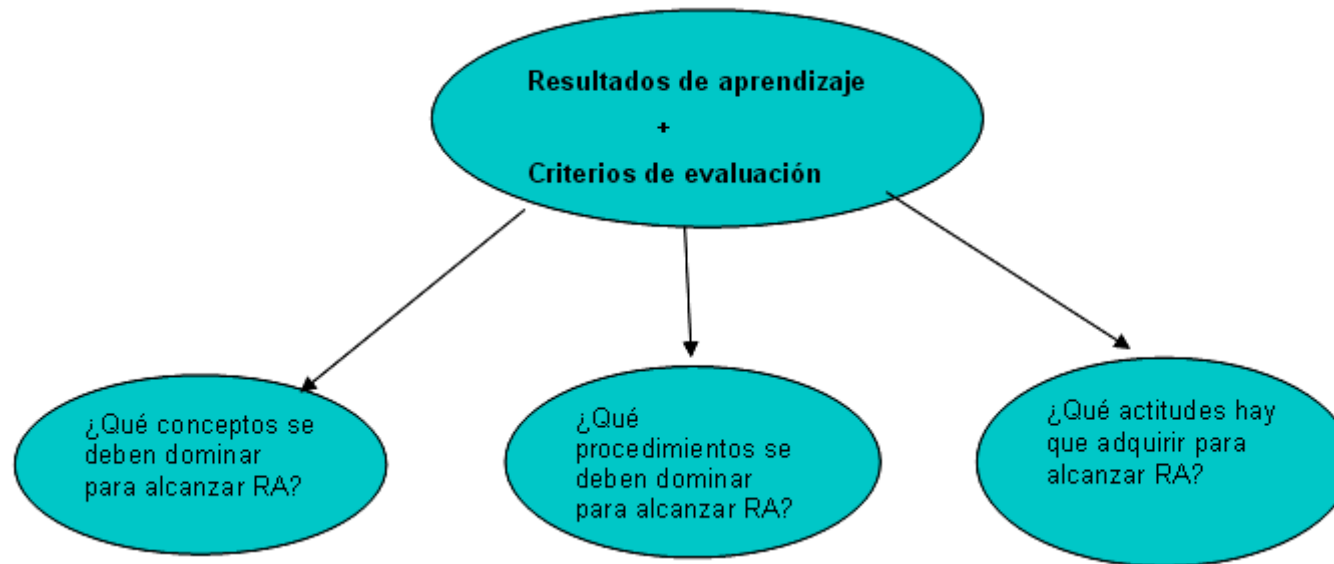 Resultados de aprendizaje
+
Criterios de evaluación
¿Qué conceptos se
deben dominar
para alcanzar RA?
¿Qué
procedimientos se
deben dominar
para alcanzar RA?
¿Qué actitudes hay
que adquirir para
alcanzar RA?